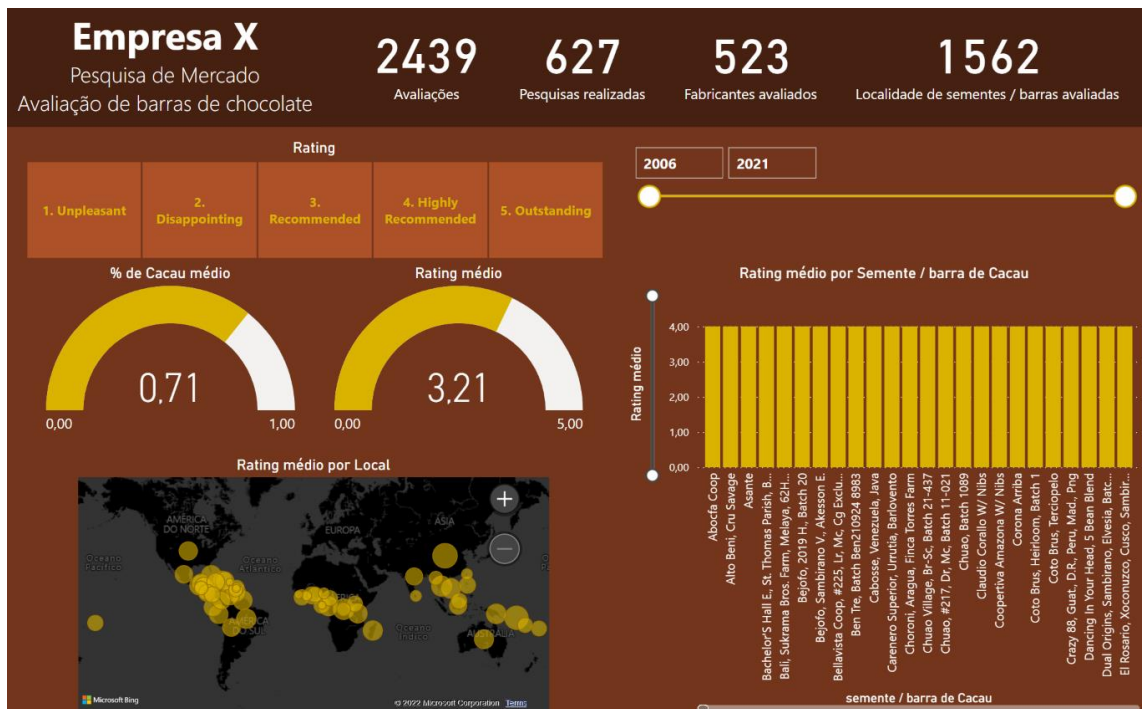 Empresa X
Pesquisa de Mercado
Avaliação de barras de chocolate
2439
Avaliações
627
Pesquisas realizadas
523
Fabricantes avaliados
1562
Localidade de sementes / barras avaliadas
Rating
1. Unpleasant
2.
Disappointing
3.
Recommended
4. Highly
Recommended
5. Outstanding
2006
2021
% de Cacau médio
0,71
0,00
1,00
Rating médio
3,21
0,00
5,00
Rating médio por Semente / barra de Cacau
Rating médio
4,00
3,00
2,00
1,00
0,00
Abocfa Coop
Alto Beni, Cru Savage
Asante
Bachelor'S Hall E., St. Thomas Parish, B...
Bali, Sukrama Bros. Farm, Melaya, 62H...
Bejofo, 2019 H., Batch 20
Bejofo, Sambirano V., Akesson E.
Bellavista Coop, #225, Lr, Mc, Cg Exclu...
Ben Tre, Batch Ben210924 8983
Cabosse, Venezuela, Java
Carenero Superior, Urrutia, Barlovento
Choroni, Aragua, Finca Torres Farm
Chuao Village, Br-Sc, Batch 21-437
Chuao, #217, Dr, Mc, Batch 11-021
Chuao, Batch 1089
Claudio Corallo W/ Nibs
Coopertiva Amazona W/ Nibs
Corona Arriba
Coto Brus, Heirloom, Batch 1
Coto Brus, Terciopelo
Crazy 88, Guat, D.R., Peru, Mad, Png
Dancing In Your Head, 5 Bean Blend
Dual Origins, Sambirano, Elvesia, Batc...
El Rosario, Xoconuzco, Cusco, Sambir...
semente / barra de Cacau
Rating médio por Local
AMÉRICA
DO NORTE
EUROPA
ÁSIA
Oceano
Pacífico
Oceano
Atlântico
AMÉRICA
DO SUL
Oceano
Índico
Microsoft Bing
© 2022 Microsoft Corporation Terms